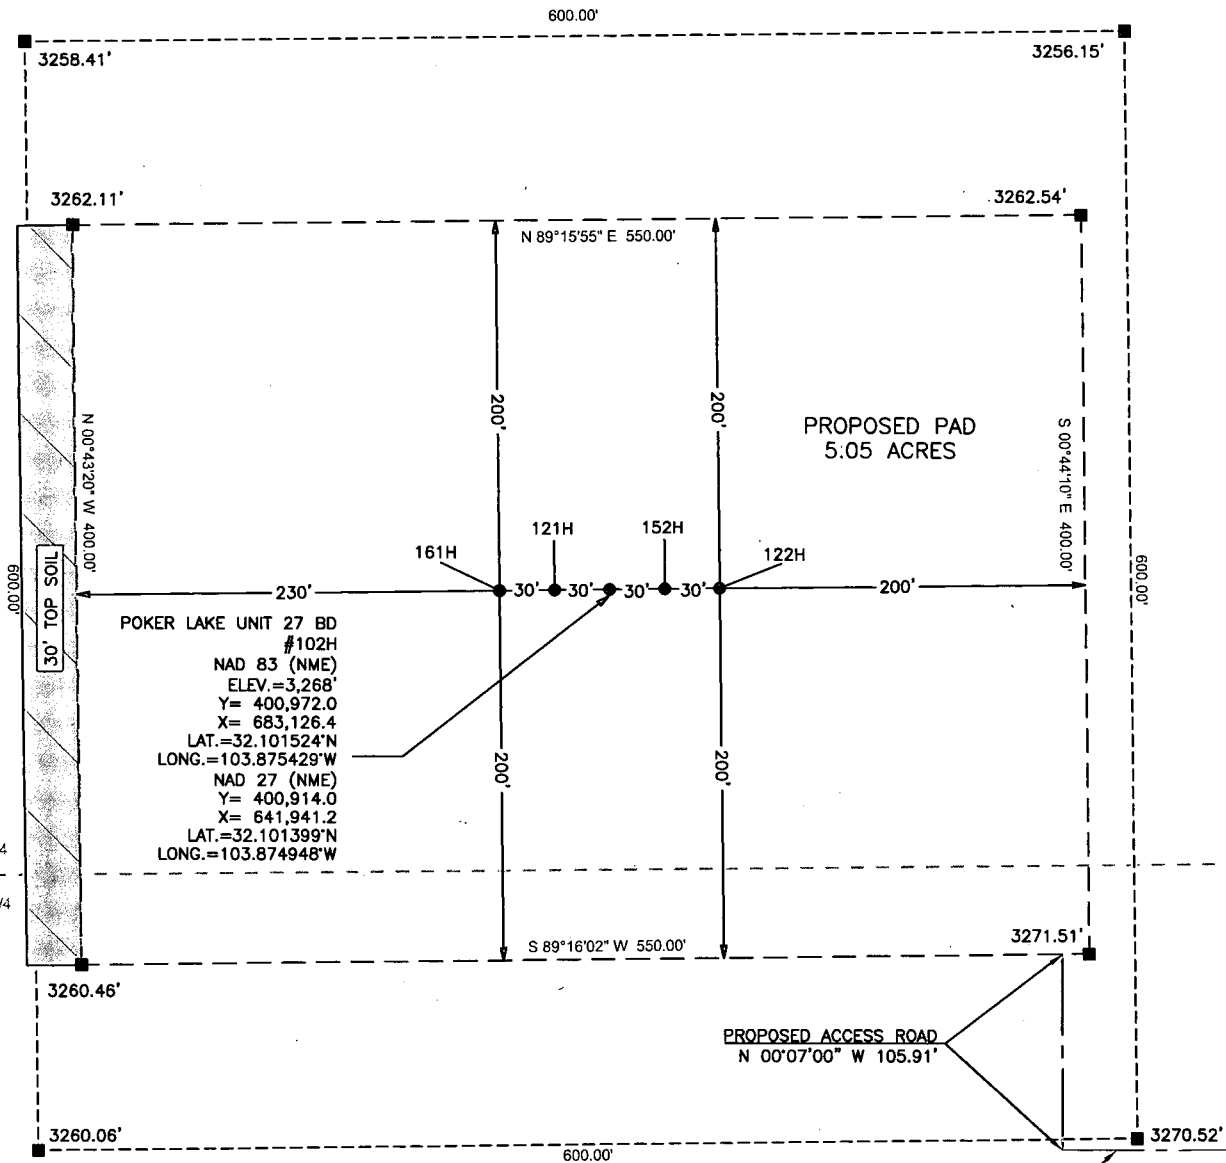 600.00'
3258.41'
3256.15'
3262.11'
3262.54'
N 89°15'55" E 550.00'
200'
200'
PROPOSED PAD
5.05 ACRES
N 00°43'20" W 400.00'
S 00°44'10" E 400.00'
30' TOP SOIL
600.00'
600.00'
161H
121H
152H
122H
230'
30'
30'
30'
30'
200'
POKER LAKE UNIT 27 BD
#102H
NAD 83 (NME)
ELEV.=3,268'
Y= 400,972.0
X= 683,126.4
LAT.=32.101524°N
LONG.=103.875429°W
NAD 27 (NME)
Y= 400,914.0
X= 641,941.2
LAT.=32.101399°N
LONG.=103.874948°W
200'
200'
4
/4
S 89°16'02" W 550.00'
3271.51'
3260.46'
PROPOSED ACCESS ROAD
N 00°07'00" W 105.91'
3260.06'
3270.52'
600.00'